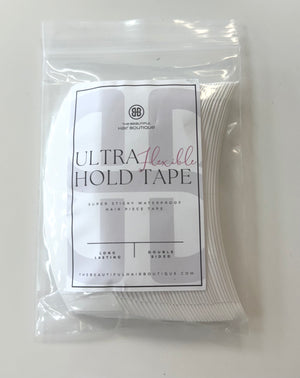 THE BEAUTIFUL
HAIR BOUTIQUE
ULTRA Flexible
HOLD TAPE
SUPER STICKY WATERPROOF
HAIR PIECE TAPE
LONG LASTING
DOUBLE SIDED
THEBEAUTIFULHAIRBOUTIQUE.COM